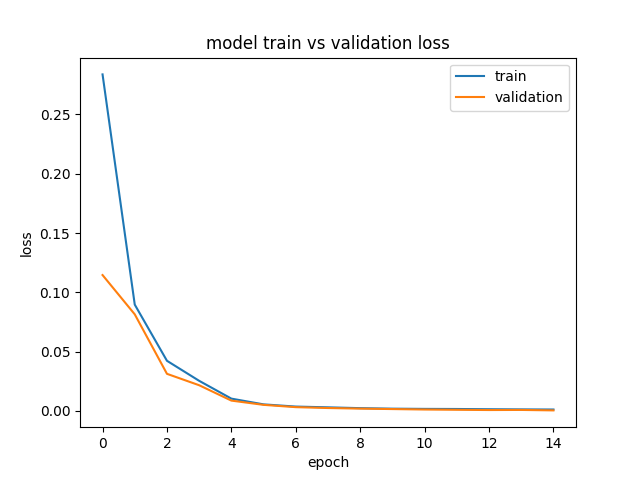 model train vs validation loss
train
validation
loss
0.25
0.20
0.15
0.10
0.05
0.00
0 2 4 6 8 10 12 14
epoch